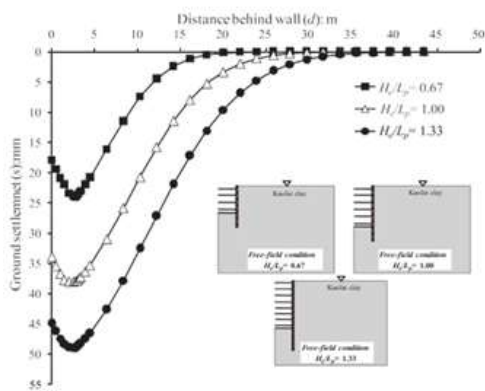 Distance behind wall (d): m
0 5 10 15 20 25 30 35 40 45 50
0
5
10
15
20
25
30
35
40
45
50
55
Ground settlemnet (s): mm
He/Lp= 0.67
He/Lp= 1.00
He/Lp= 1.33
Kaolin clay
Free-field condition
He/Lp= 0.67
Kaolin clay
Free-field condition
He/Lp= 1.00
Kaolin clay
Free-field condition
He/Lp= 1.33